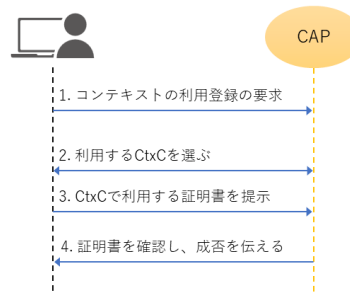 CAP
1. コンテキストの利用登録の要求
2. 利用するCtxCを選ぶ
3. CtxCで利用する証明書を提示
4. 証明書を確認し、成否を伝える